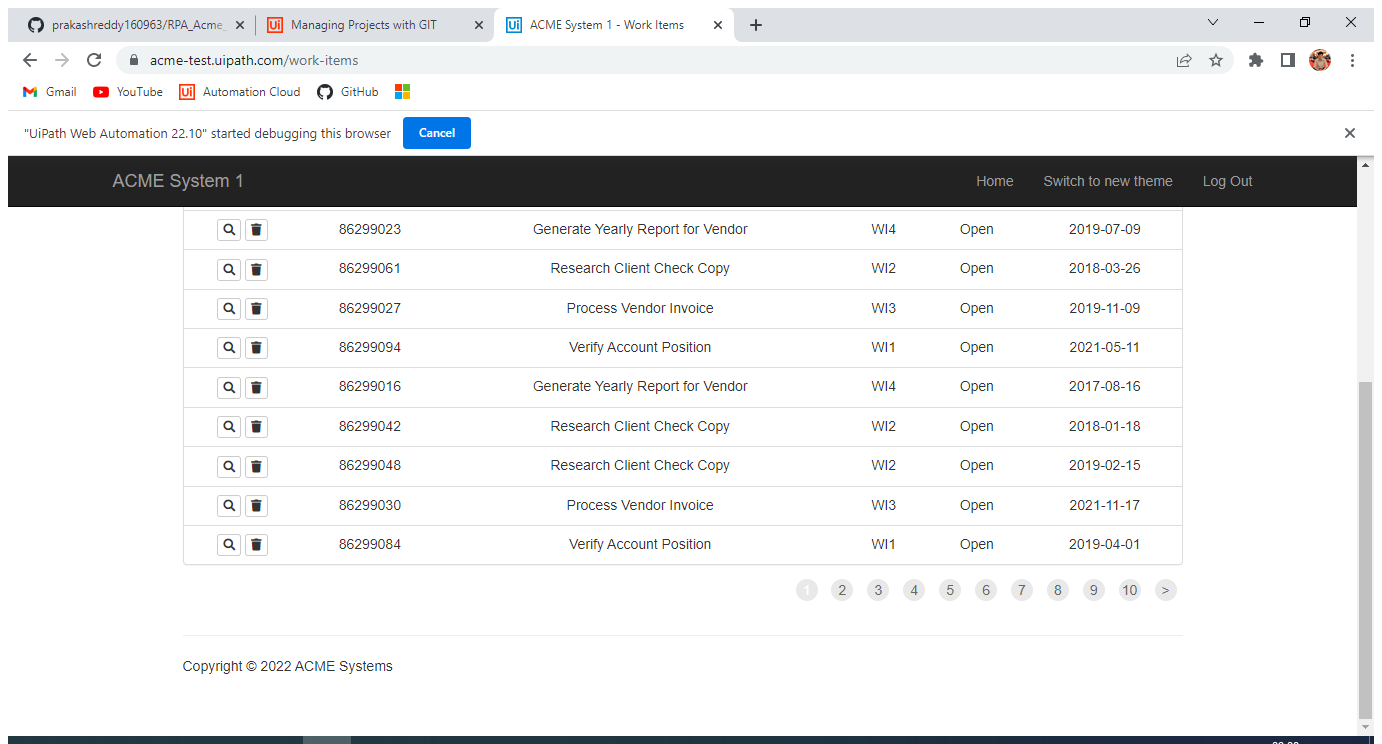 prakashreddy160963/RPA_Acme_ Managing Projects with GIT ACME System 1 - Work Items
acme-test.uipath.com/work-items
Gmail YouTube Automation Cloud GitHub
"UiPath Web Automation 22.10" started debugging this browser Cancel
ACME System 1 Home Switch to new theme Log Out
86299023 Generate Yearly Report for Vendor WI4 Open 2019-07-09
86299061 Research Client Check Copy WI2 Open 2018-03-26
86299027 Process Vendor Invoice WI3 Open 2019-11-09
86299094 Verify Account Position WI1 Open 2021-05-11
86299016 Generate Yearly Report for Vendor WI4 Open 2017-08-16
86299042 Research Client Check Copy WI2 Open 2018-01-18
86299048 Research Client Check Copy WI2 Open 2019-02-15
86299030 Process Vendor Invoice WI3 Open 2021-11-17
86299084 Verify Account Position WI1 Open 2019-04-01
1 2 3 4 5 6 7 8 9 10 >
Copyright © 2022 ACME Systems